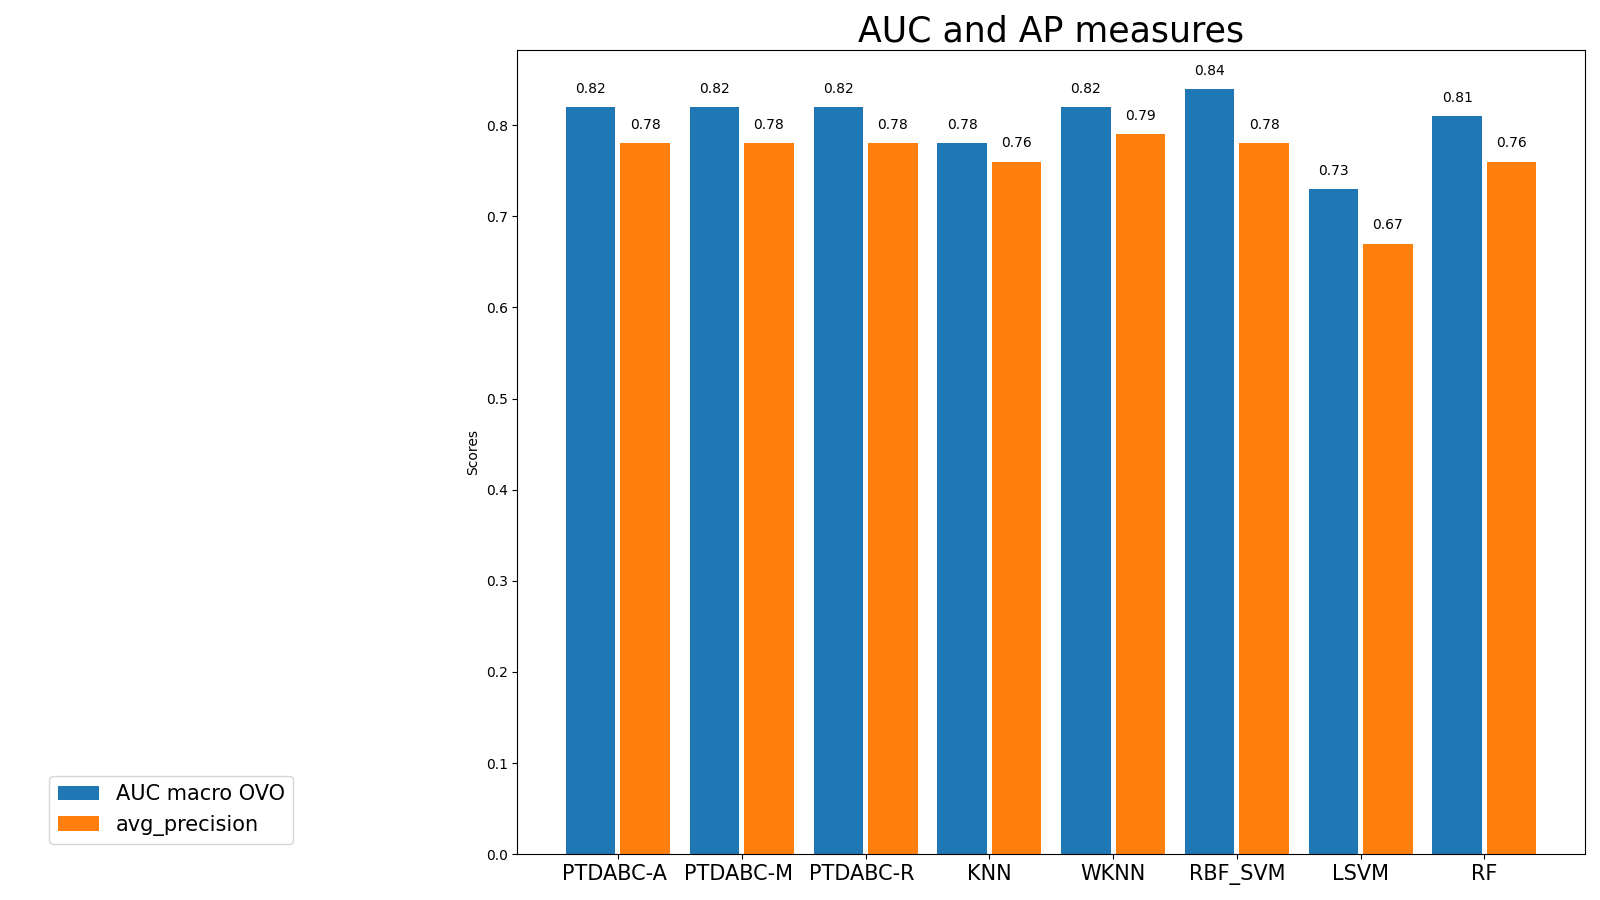 AUC and AP measures
0.82 0.78 0.82 0.78 0.82 0.78 0.78 0.76 0.82 0.79 0.84 0.78 0.73 0.67 0.81 0.76
0.8
0.7
0.6
0.5
0.4
0.3
0.2
0.1
0.0
Scores
PTDABC-A PTDABC-M PTDABC-R KNN WKNN RBF_SVM LSVM RF
AUC macro OVO
avg_precision